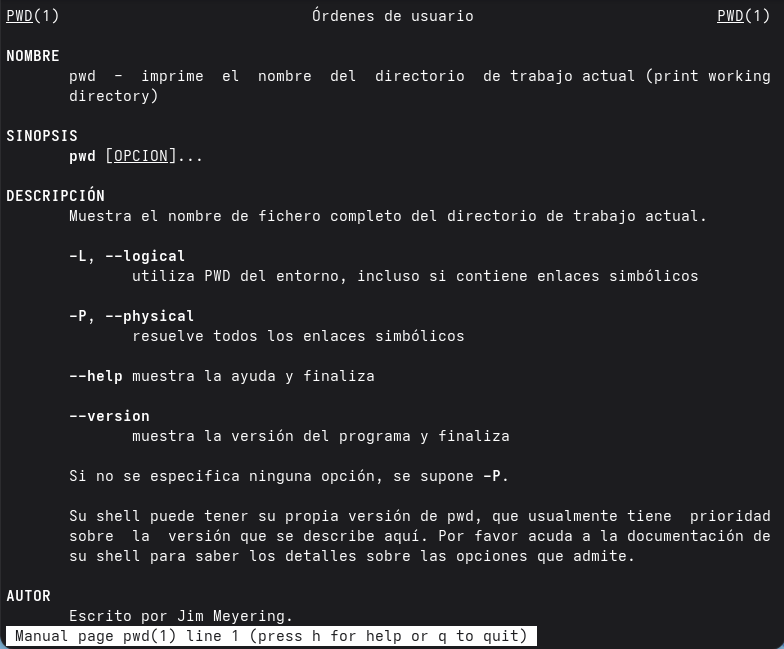 PWD(1) Órdenes de usuario PWD(1)
NOMBRE
pwd - imprime el nombre del directorio de trabajo actual (print working
directory)
SINOPSIS
pwd [OPCION]...
DESCRIPCIÓN
Muestra el nombre de fichero completo del directorio de trabajo actual.
-L, --logical
utiliza PWD del entorno, incluso si contiene enlaces simbólicos
-P, --physical
resuelve todos los enlaces simbólicos
--help muestra la ayuda y finaliza
--version
muestra la versión del programa y finaliza
Si no se especifica ninguna opción, se supone -P.
Su shell puede tener su propia versión de pwd, que usualmente tiene prioridad
sobre la versión que se describe aquí. Por favor acuda a la documentación de
su shell para saber los detalles sobre las opciones que admite.
AUTOR
Escrito por Jim Meyering.
Manual page pwd(1) line 1 (press h for help or q to quit)